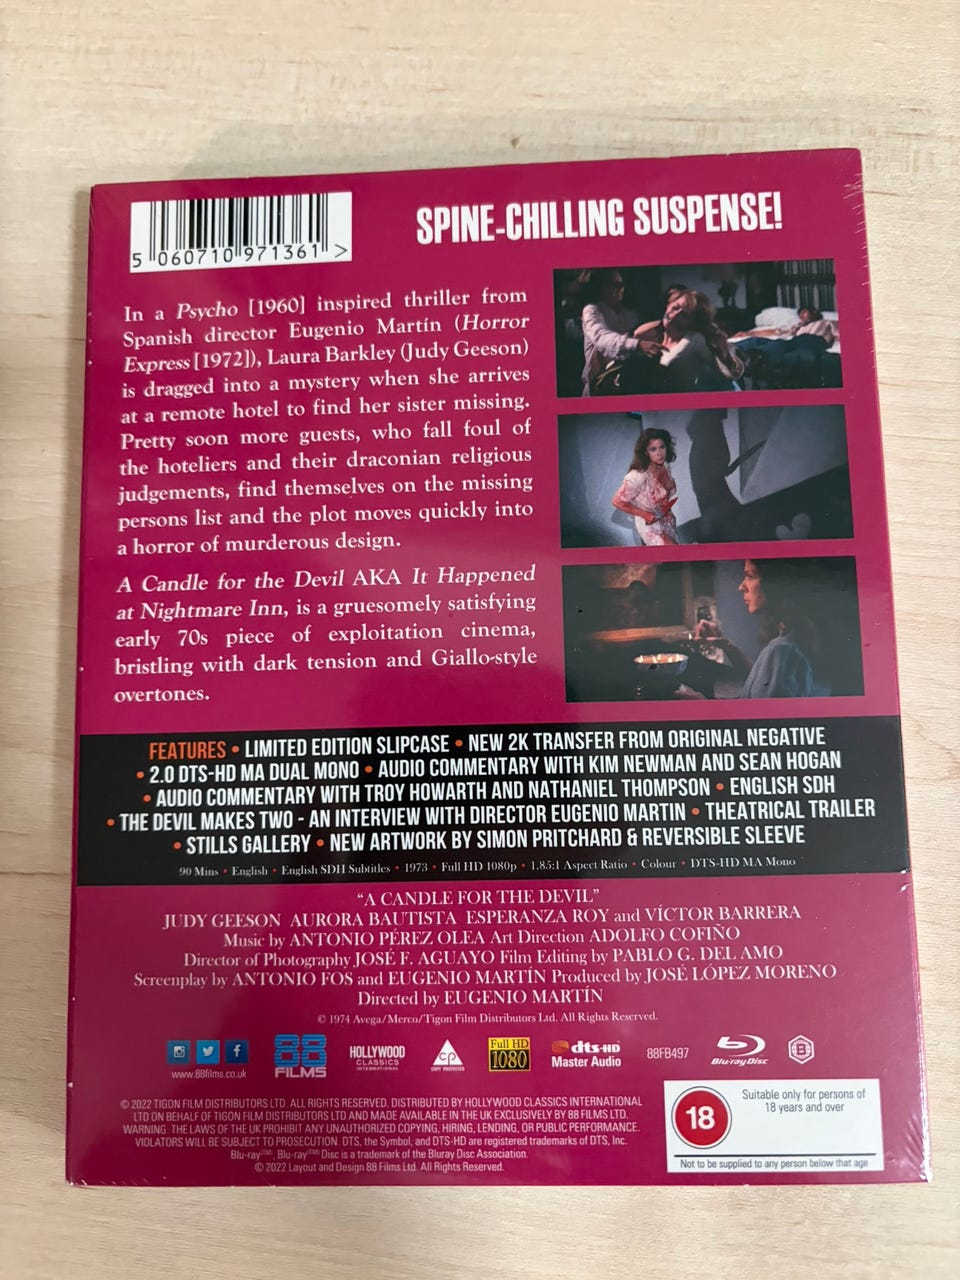 5 060710 971361 >
SPINE-CHILLING SUSPENSE!
In a Psycho [1960] inspired thriller from
Spanish director Eugenio Martín (Horror
Express [1972]), Laura Barkley (Judy Geeson)
is dragged into a mystery when she arrives
at a remote hotel to find her sister missing.
Pretty soon more guests, who fall foul of
the hoteliers and their draconian religious
judgements, find themselves on the missing
persons list and the plot moves quickly into
a horror of murderous design.
A Candle for the Devil AKA It Happened
at Nightmare Inn, is a gruesomely satisfying
early 70s piece of exploitation cinema,
bristling with dark tension and Giallo-style
overtones.
FEATURES • LIMITED EDITION SLIPCASE • NEW 2K TRANSFER FROM ORIGINAL NEGATIVE
• 2.0 DTS-HD MA DUAL MONO • AUDIO COMMENTARY WITH KIM NEWMAN AND SEAN HOGAN
• AUDIO COMMENTARY WITH TROY HOWARTH AND NATHANIEL THOMPSON • ENGLISH SDH
• THE DEVIL MAKES TWO - AN INTERVIEW WITH DIRECTOR EUGENIO MARTIN • THEATRICAL TRAILER
• STILLS GALLERY • NEW ARTWORK BY SIMON PRITCHARD & REVERSIBLE SLEEVE
90 Mins • English • English SDH Subtitles • 1973 • Full HD 1080p • 1.85:1 Aspect Ratio • Colour • DTS-HD MA Mono
"A CANDLE FOR THE DEVIL"
JUDY GEESON AURORA BAUTISTA ESPERANZA ROY and VÍCTOR BARRERA
Music by ANTONIO PÉREZ OLEA Art Direction ADOLFO COFIÑO
Director of Photography JOSÉ F. AGUAYO Film Editing by PABLO G. DEL AMO
Screenplay by ANTONIO FOS and EUGENIO MARTÍN Produced by JOSÉ LÓPEZ MORENO
Directed by EUGENIO MARTÍN
© 1974 Avega/Merco/Tigon Film Distributors Ltd. All Rights Reserved.
www.88films.co.uk
88 FILMS
HOLLYWOOD
CLASSICS
INTERNATIONAL
CP
COPY PROTECTED
Full HD
1080
dts-HD
Master Audio
88FB497
Blu-ray Disc
B
© 2022 TIGON FILM DISTRIBUTORS LTD. ALL RIGHTS RESERVED. DISTRIBUTED BY HOLLYWOOD CLASSICS INTERNATIONAL
LTD ON BEHALF OF TIGON FILM DISTRIBUTORS LTD AND MADE AVAILABLE IN THE UK EXCLUSIVELY BY 88 FILMS LTD.
WARNING: THE LAWS OF THE UK PROHIBIT ANY UNAUTHORIZED COPYING, HIRING, LENDING, OR PUBLIC PERFORMANCE.
VIOLATORS WILL BE SUBJECT TO PROSECUTION. DTS, the Symbol, and DTS-HD are registered trademarks of DTS, Inc.
Blu-ray(TM), Blu-ray(TM) Disc is a trademark of the Bluray Disc Association.
© 2022 Layout and Design 88 Films Ltd. All Rights Reserved.
18
Suitable only for persons of
18 years and over
Not to be supplied to any person below that age